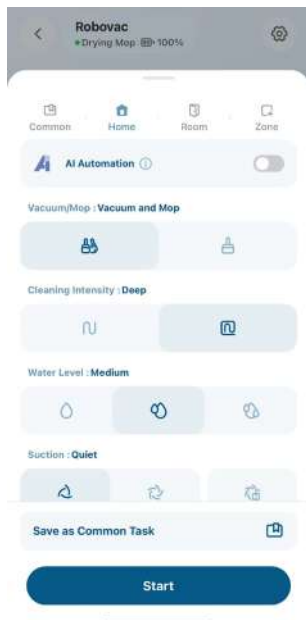 Robovac
Drying Mop 100%
Common Home Room Zone
AI Automation
Vacuum/Mop : Vacuum and Mop
Cleaning Intensity : Deep
Water Level : Medium
Suction : Quiet
Save as Common Task
Start